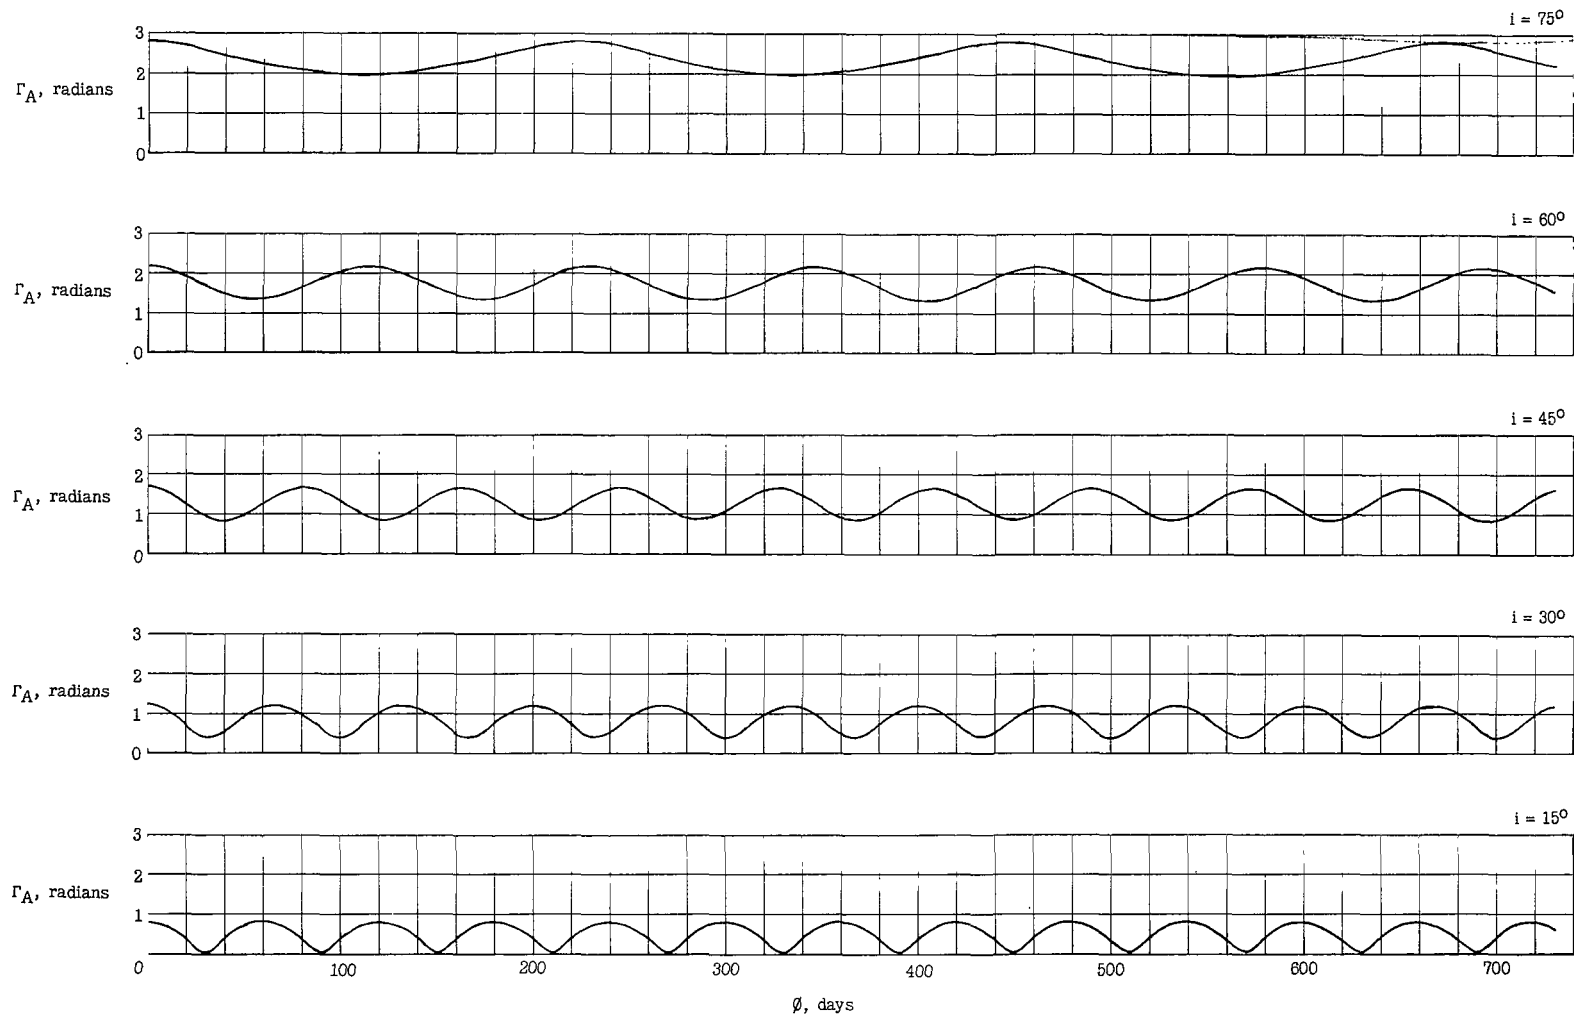 i = 75°
3
2
Γ_A, radians
1
0
i = 60°
3
2
Γ_A, radians
1
0
i = 45°
3
2
Γ_A, radians
1
0
i = 30°
3
2
Γ_A, radians
1
0
i = 15°
3
2
Γ_A, radians
1
0
0 100 200 300 400 500 600 700
Ø, days